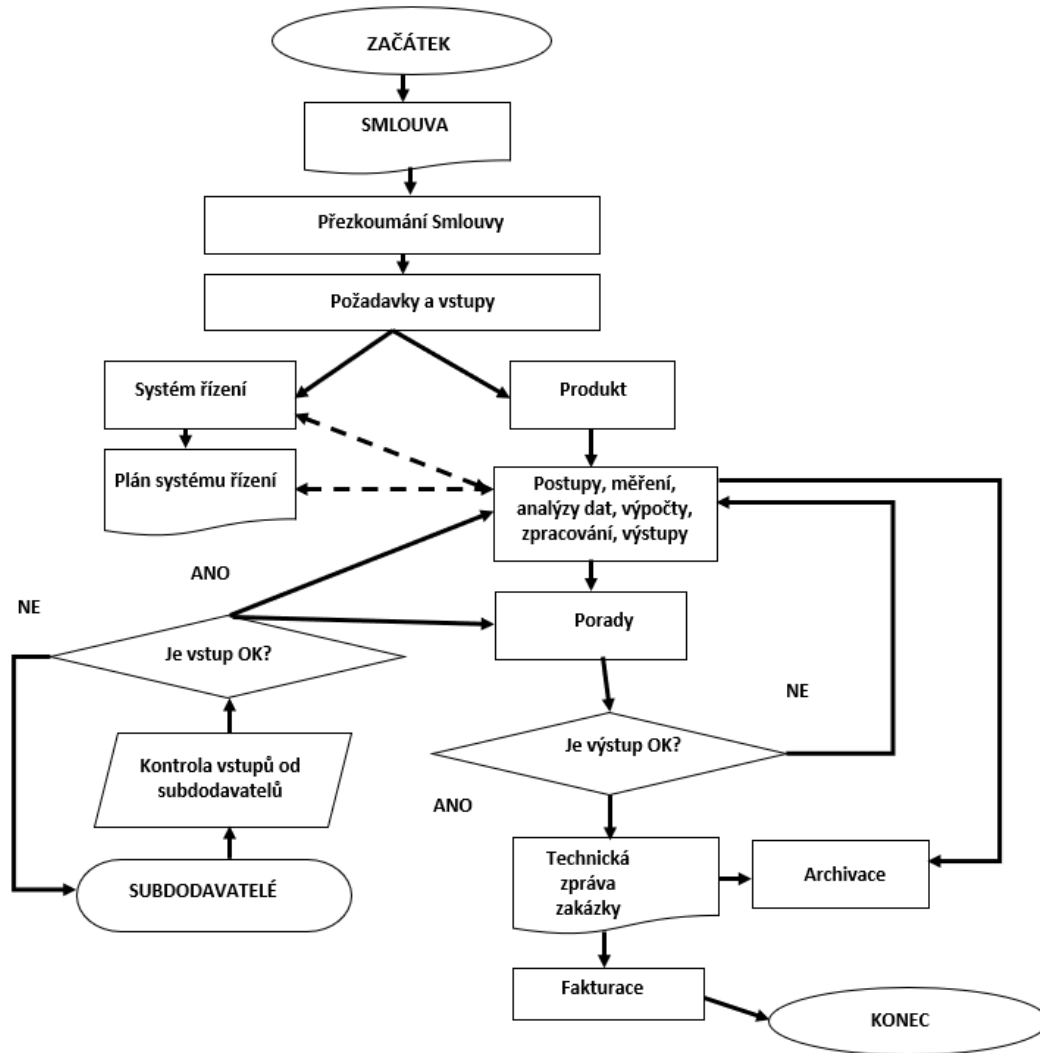 ZAČÁTEK
SMLOUVA
Přezkoumání Smlouvy
Požadavky a vstupy
Systém řízení
Produkt
Plán systému řízení
Postupy, měření,
analýzy dat, výpočty,
zpracování, výstupy
ANO
NE
Porady
Je vstup OK?
NE
Je výstup OK?
Kontrola vstupů od
subdodavatelů
ANO
Technická
zpráva
zakázky
Archivace
SUBDODAVATELÉ
Fakturace
KONEC